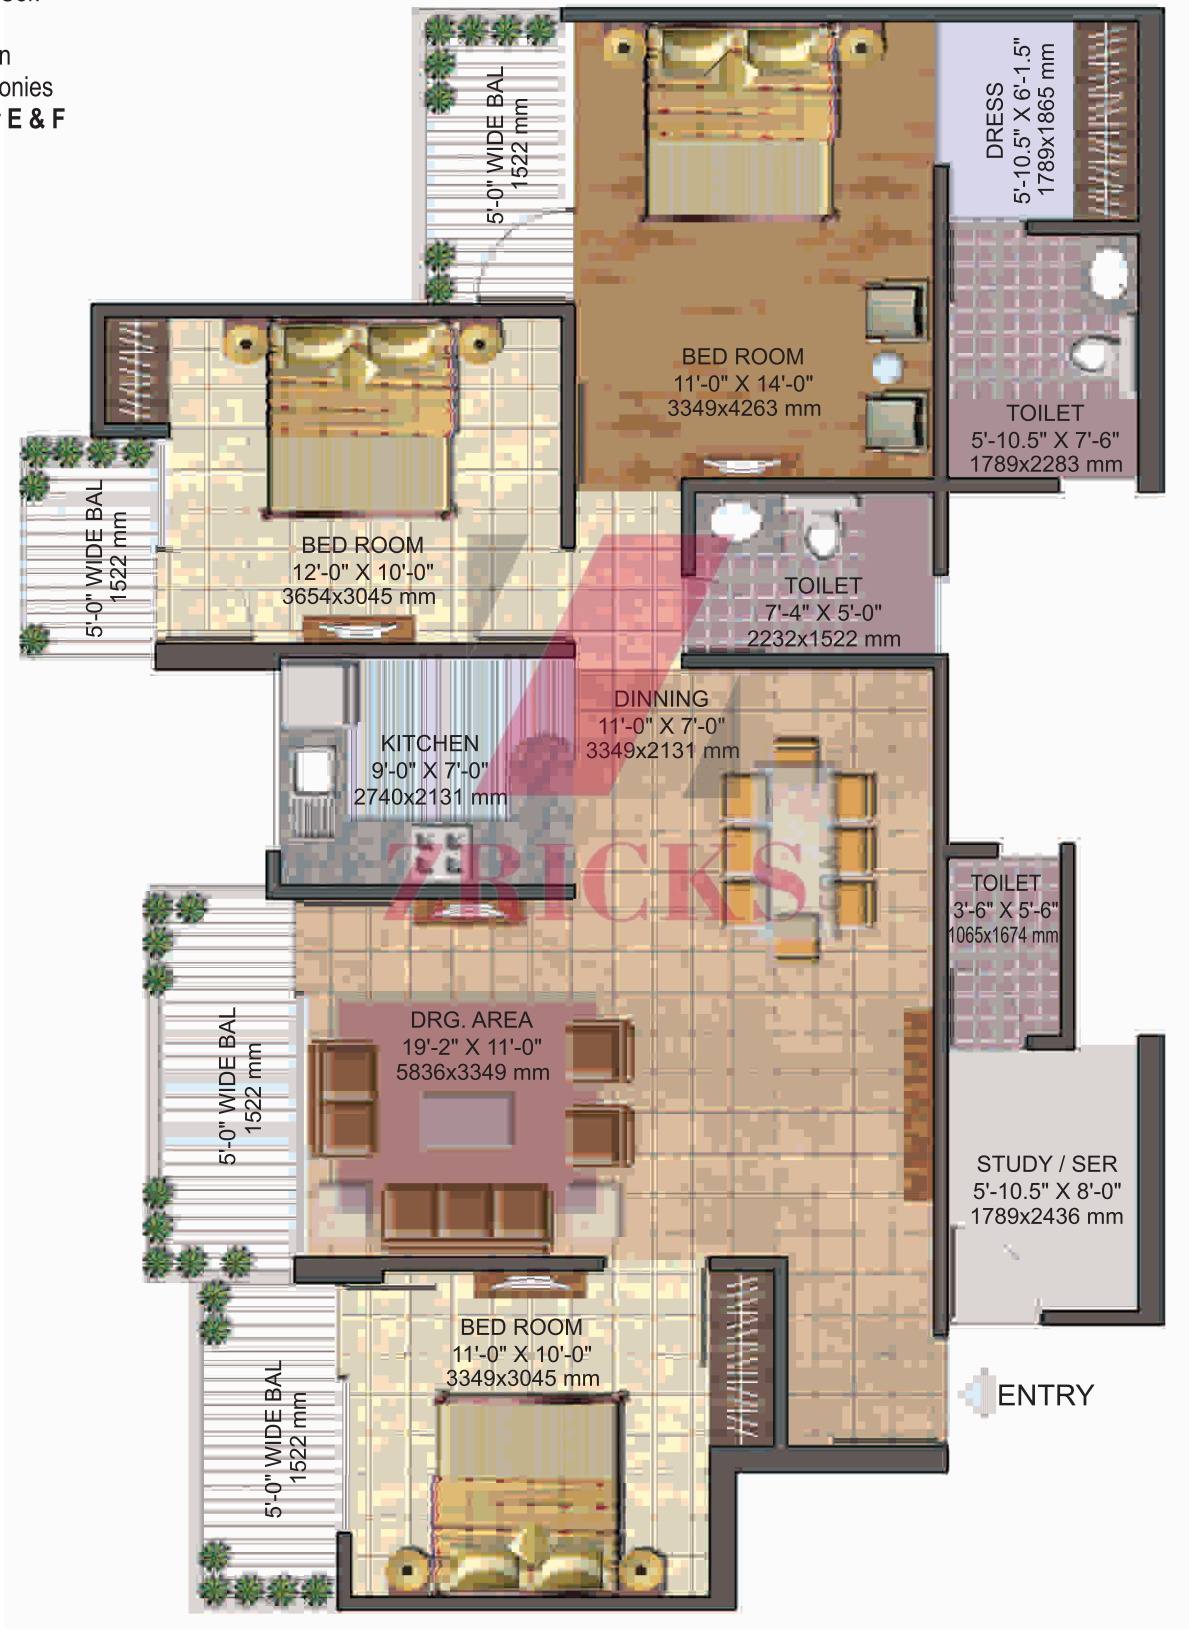 n
onies
E & F
5'-0" WIDE BAL
1522 mm
DRESS
5'-10.5" X 6'-1.5"
1789x1865 mm
BED ROOM
11'-0" X 14'-0"
3349x4263 mm
TOILET
5'-10.5" X 7'-6"
1789x2283 mm
5'-0" WIDE BAL
1522 mm
BED ROOM
12'-0" X 10'-0"
3654x3045 mm
TOILET
7'-4" X 5'-0"
2232x1522 mm
DINNING
11'-0" X 7'-0"
3349x2131 mm
KITCHEN
9'-0" X 7'-0"
2740x2131 mm
ZRICKS
.COM
TOILET
3'-6" X 5'-6"
1065x1674 mm
5'-0" WIDE BAL
1522 mm
DRG. AREA
19'-2" X 11'-0"
5836x3349 mm
STUDY / SER
5'-10.5" X 8'-0"
1789x2436 mm
BED ROOM
11'-0" X 10'-0"
3349x3045 mm
5'-0" WIDE BAL
1522 mm
ENTRY